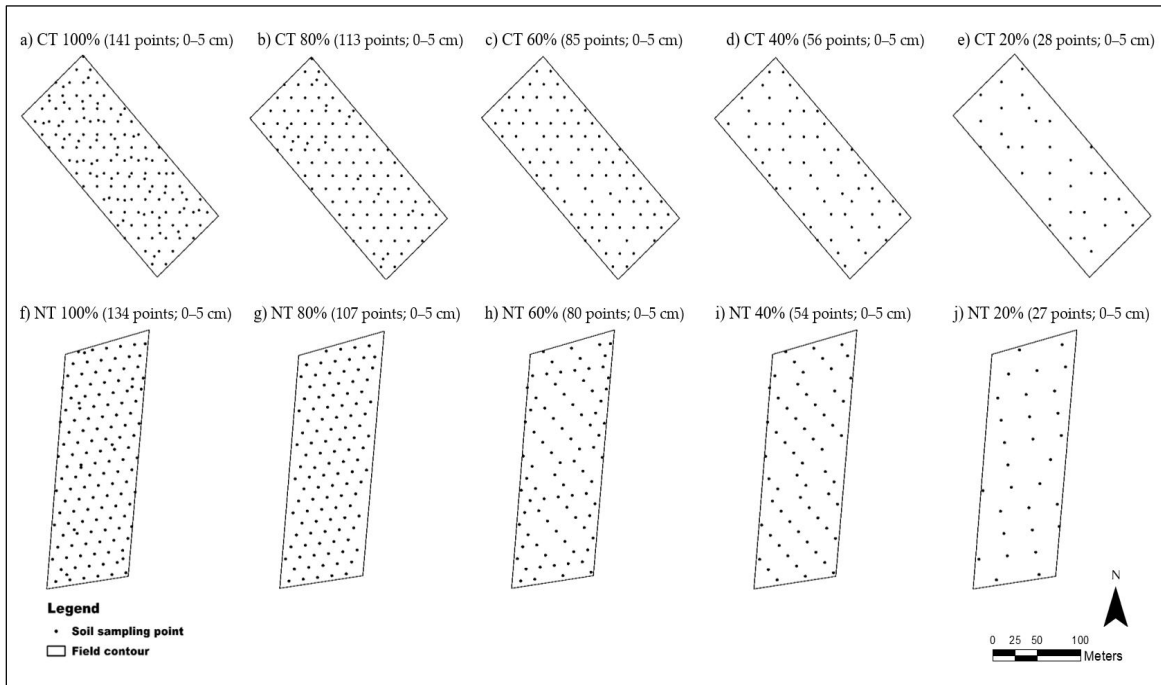 a) CT 100% (141 points; 0–5 cm)
b) CT 80% (113 points; 0–5 cm)
c) CT 60% (85 points; 0–5 cm)
d) CT 40% (56 points; 0–5 cm)
e) CT 20% (28 points; 0–5 cm)
f) NT 100% (134 points; 0–5 cm)
g) NT 80% (107 points; 0–5 cm)
h) NT 60% (80 points; 0–5 cm)
i) NT 40% (54 points; 0–5 cm)
j) NT 20% (27 points; 0–5 cm)
Legend
Soil sampling point
Field contour
N
0 25 50 100
Meters